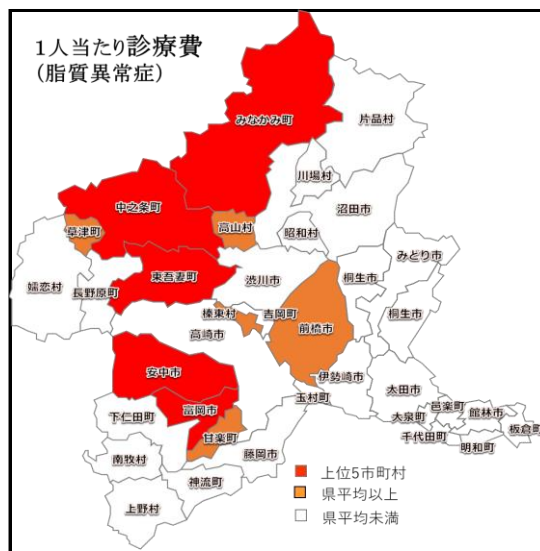 1人当たり診療費
(脂質異常症)
みなかみ町
片品村
川場村
中之条町
沼田市
草津町
高山村
昭和村
みどり市
東吾妻町
渋川市
桐生市
嬬恋村
長野原町
榛東村
吉岡町
桐生市
高崎市
前橋市
安中市
伊勢崎市
太田市
富岡市
玉村町
邑楽町
館林市
下仁田町
大泉町
板倉町
甘楽町
千代田町
明和町
南牧村
藤岡市
神流町
上野村
上位5市町村
県平均以上
県平均未満